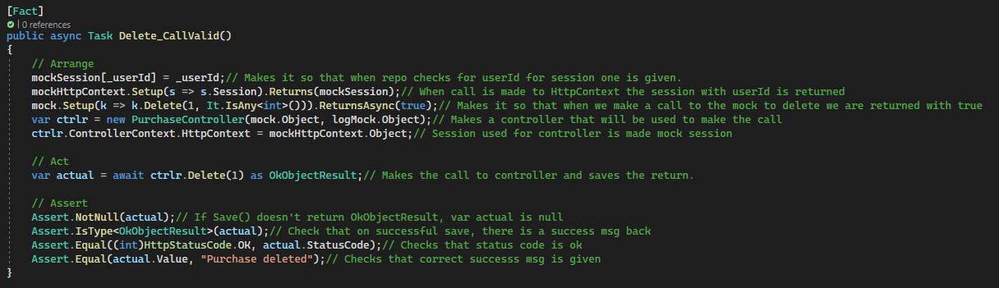 [Fact]
| 0 references
public async Task Delete_CallValid()
{
// Arrange
mockSession[_userId] = _userId;// Makes it so that when repo checks for userId for session one is given.
mockHttpContext.Setup(s => s.Session).Returns(mockSession);// When call is made to HttpContext the session with userId is returned
mock.Setup(k => k.Delete(1, It.IsAny<int>())).ReturnsAsync(true);// Makes it so that when we make a call to the mock to delete we are returned with true
var ctrlr = new PurchaseController(mock.Object, logMock.Object);// Makes a controller that will be used to make the call
ctrlr.ControllerContext.HttpContext = mockHttpContext.Object;// Session used for controller is made mock session
// Act
var actual = await ctrlr.Delete(1) as OkObjectResult;// Makes the call to controller and saves the return.
// Assert
Assert.NotNull(actual);// If Save() doesn't return OkObjectResult, var actual is null
Assert.IsType<OkObjectResult>(actual);// Check that on successful save, there is a success msg back
Assert.Equal((int)HttpStatusCode.OK, actual.StatusCode);// Checks that status code is ok
Assert.Equal(actual.Value, "Purchase deleted");// Checks that correct successs msg is given
}